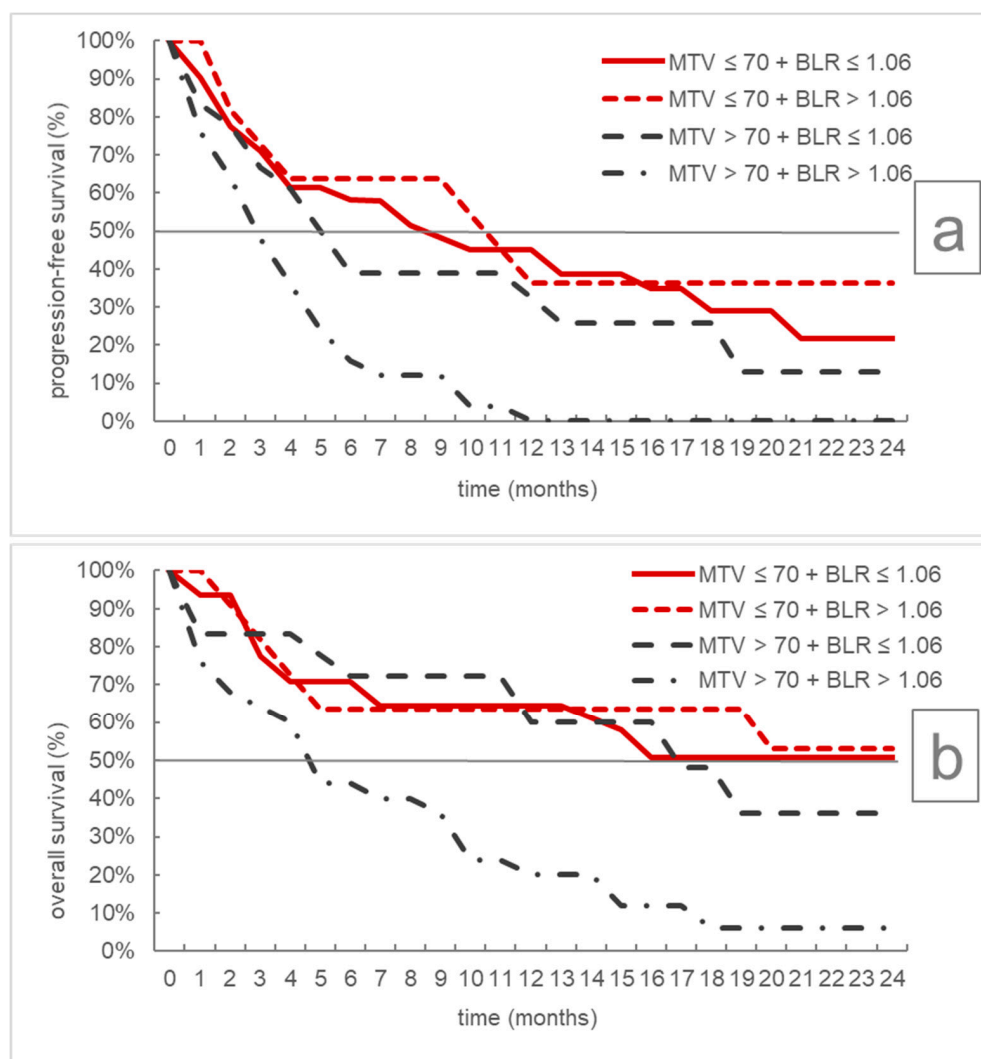 100%
90%
80%
70%
60%
50%
40%
30%
20%
10%
0%
progression-free survival (%)
MTV ≤ 70 + BLR ≤ 1.06
MTV ≤ 70 + BLR > 1.06
MTV > 70 + BLR ≤ 1.06
MTV > 70 + BLR > 1.06
a
0 1 2 3 4 5 6 7 8 9 10 11 12 13 14 15 16 17 18 19 20 21 22 23 24
time (months)
100%
90%
80%
70%
60%
50%
40%
30%
20%
10%
0%
overall survival (%)
MTV ≤ 70 + BLR ≤ 1.06
MTV ≤ 70 + BLR > 1.06
MTV > 70 + BLR ≤ 1.06
MTV > 70 + BLR > 1.06
b
0 1 2 3 4 5 6 7 8 9 10 11 12 13 14 15 16 17 18 19 20 21 22 23 24
time (months)